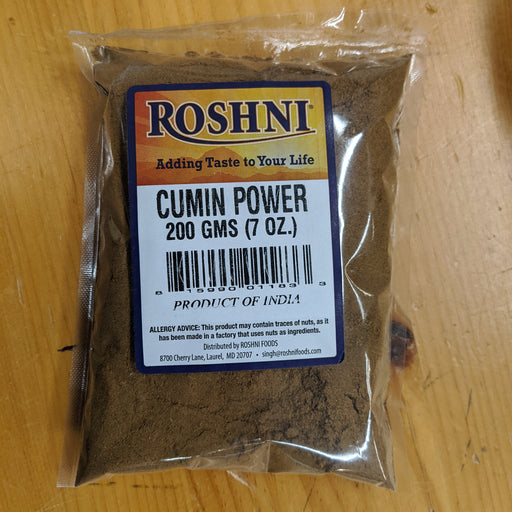 ROSHNI®
Adding Taste to Your Life
CUMIN POWER
200 GMS (7 OZ.)
8 15990 01183 3
PRODUCT OF INDIA
ALLERGY ADVICE: This product may contain traces of nuts, as it
has been made in a factory that uses nuts as ingredients.
Distributed by ROSHNI FOODS
8700 Cherry Lane, Laurel, MD 20707 • singh@roshnifoods.com